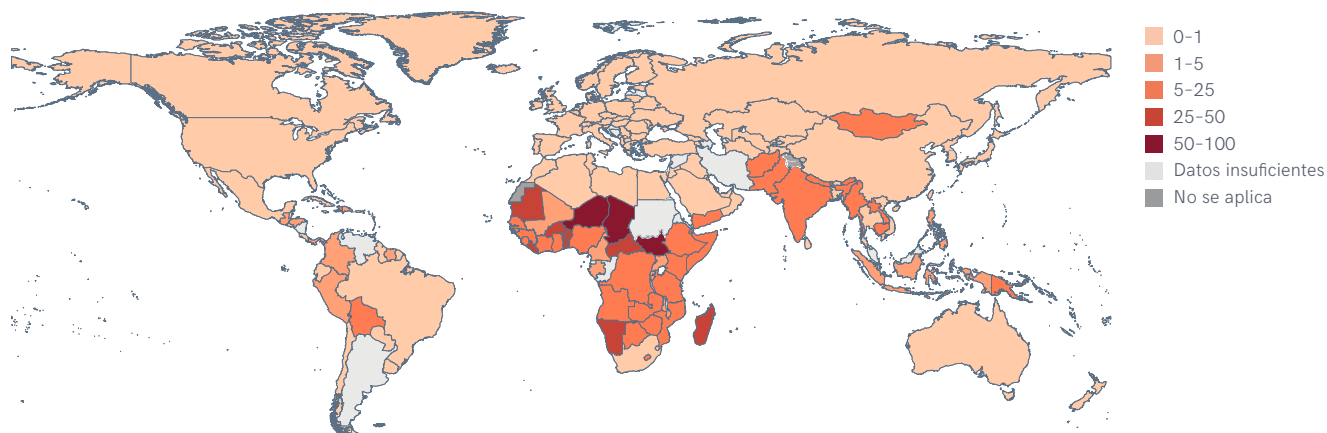 0-1
1-5
5-25
25-50
50-100
Datos insuficientes
No se aplica